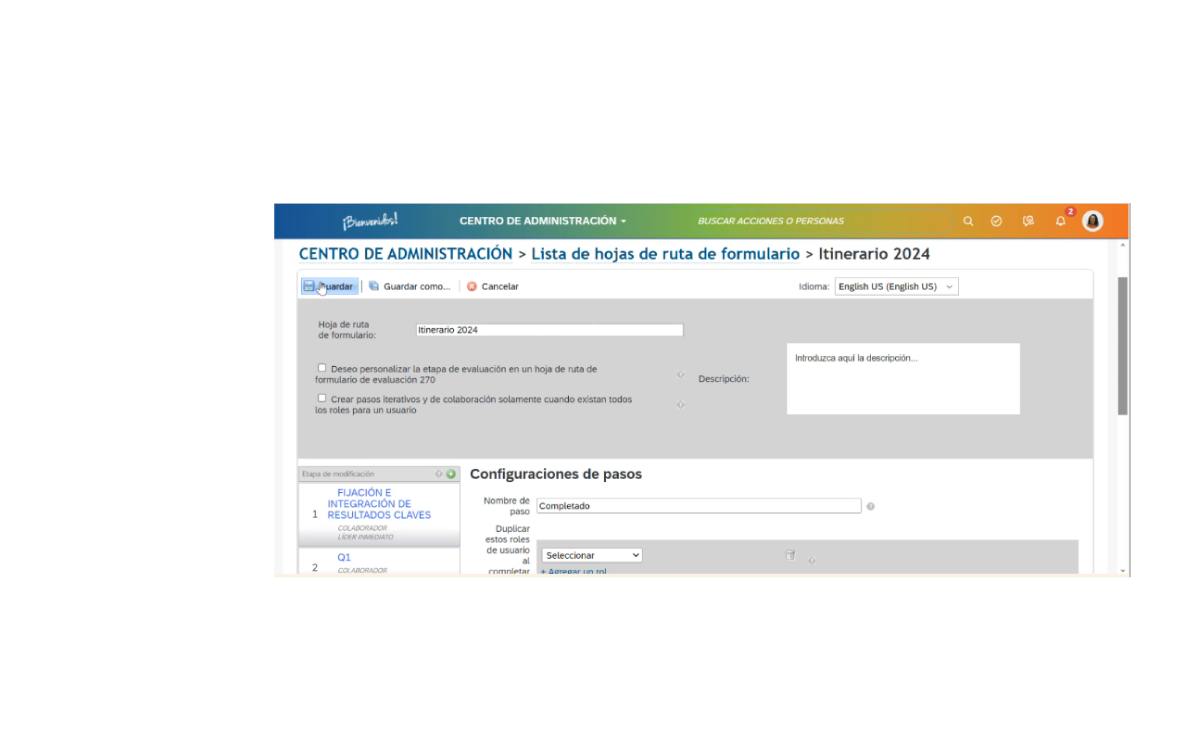 ¡Bienvenidos!
CENTRO DE ADMINISTRACIÓN
BUSCAR ACCIONES O PERSONAS
2
CENTRO DE ADMINISTRACIÓN > Lista de hojas de ruta de formulario > Itinerario 2024
Guardar
Guardar como...
Cancelar
Idioma: English US (English US)
Hoja de ruta
de formulario:
Itinerario 2024
Deseo personalizar la etapa de evaluación en un hoja de ruta de
formulario de evaluación 270
Crear pasos iterativos y de colaboración solamente cuando existan todos
los roles para un usuario
Descripción:
Introduzca aquí la descripción...
Etapa de modificación
1
FIJACIÓN E
INTEGRACIÓN DE
RESULTADOS CLAVES
COLABORADOR
LÍDER INMEDIATO
2
Q1
COLABORADOR
Configuraciones de pasos
Nombre de
paso
Completado
Duplicar
estos roles
de usuario
al
completar
Seleccionar
+ Agregar un rol